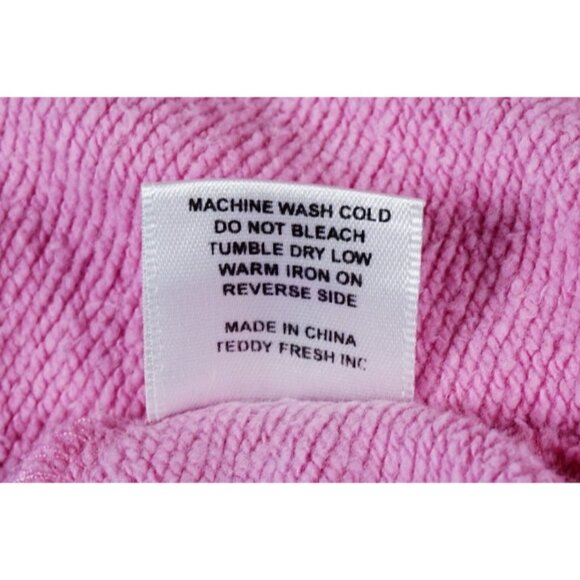 MACHINE WASH COLD
DO NOT BLEACH
TUMBLE DRY LOW
WARM IRON ON
REVERSE SIDE
MADE IN CHINA
TEDDY FRESH INC